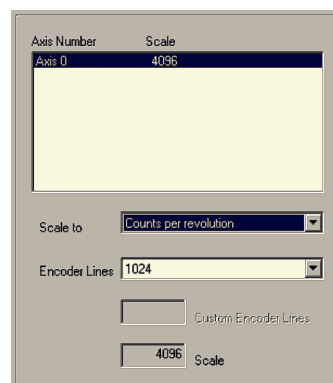 Axis Number Scale
Axis 0 4096
Scale to Counts per revolution
Encoder Lines 1024
Custom Encoder Lines
4096 Scale